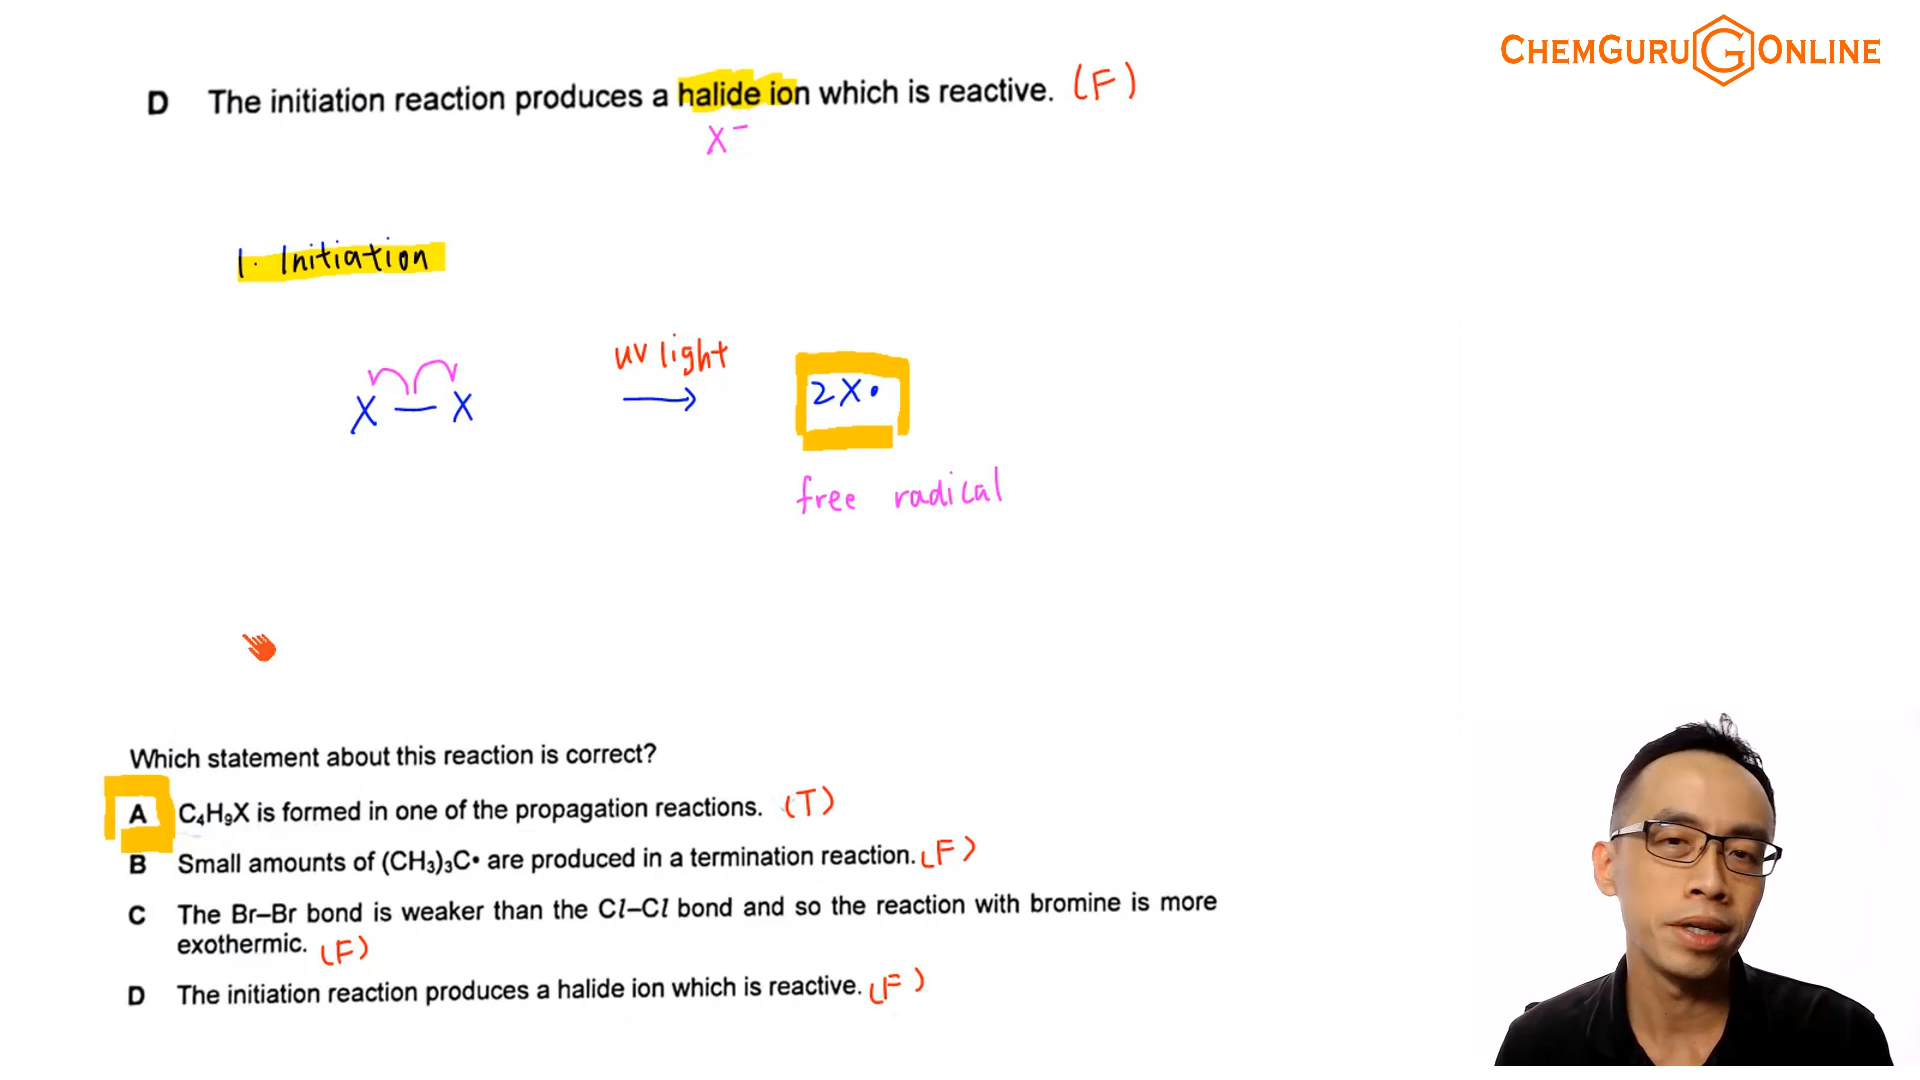 CHEMGURU G ONLINE
D The initiation reaction produces a halide ion which is reactive. (F)
X⁻
1. Initiation
X — X uv light → 2X•
free radical
Which statement about this reaction is correct?
A C₄H₉X is formed in one of the propagation reactions. (T)
B Small amounts of (CH₃)₃C• are produced in a termination reaction. (F)
C The Br–Br bond is weaker than the Cl–Cl bond and so the reaction with bromine is more
exothermic. (F)
D The initiation reaction produces a halide ion which is reactive. (F)